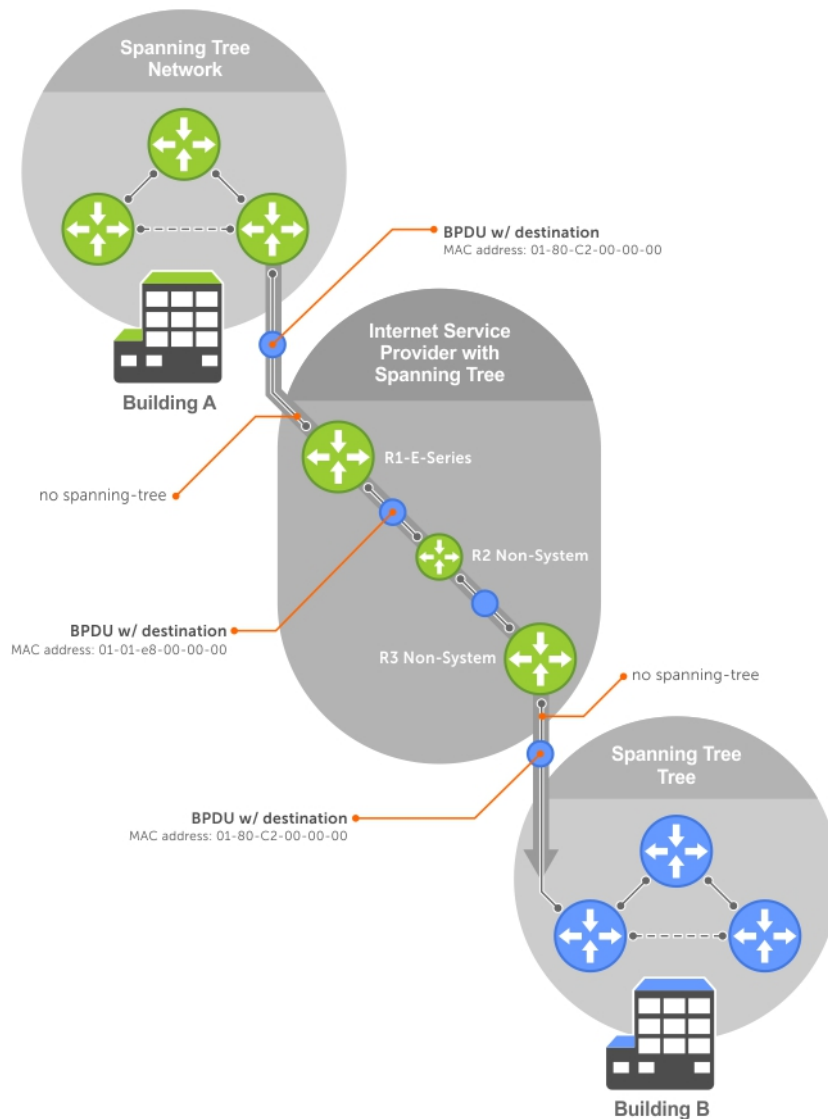 Spanning Tree
Network
BPDU w/ destination
MAC address: 01-80-C2-00-00-00
Internet Service
Provider with
Spanning Tree
Building A
R1-E-Series
no spanning-tree
R2 Non-System
BPDU w/ destination
MAC address: 01-01-e8-00-00-00
R3 Non-System
no spanning-tree
Spanning Tree
Tree
BPDU w/ destination
MAC address: 01-80-C2-00-00-00
Building B